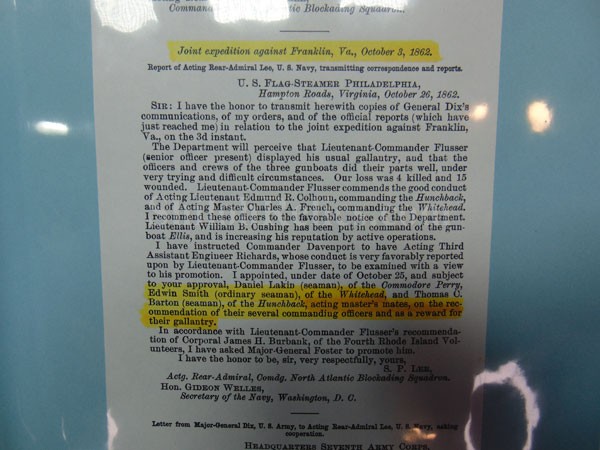 Commander
ntic Blockading Squadron.
Joint expedition against Franklin, Va., October 3, 1862.
Report of Acting Rear-Admiral Lee, U. S. Navy, transmitting correspondence and reports.
U. S. Flag-Steamer Philadelphia,
Hampton Roads, Virginia, October 26, 1862.
Sir: I have the honor to transmit herewith copies of General Dix's
communications, of my orders, and of the official reports (which have
just reached me) in relation to the joint expedition against Franklin,
Va., on the 3d instant.
The Department will perceive that Lieutenant-Commander Flusser
(senior officer present) displayed his usual gallantry, and that the
officers and crews of the three gunboats did their parts well, under
very trying and difficult circumstances. Our loss was 4 killed and 15
wounded. Lieutenant-Commander Flusser commends the good conduct
of Acting Lieutenant Edmund R. Colhoun, commanding the Hunchback,
and of Acting Master Charles A. French, commanding the Whitehead.
I recommend these officers to the favorable notice of the Department.
Lieutenant William B. Cushing has been put in command of the gun-
boat Ellis, and is increasing his reputation by active operations.
I have instructed Commander Davenport to have Acting Third
Assistant Engineer Richards, whose conduct is very favorably reported
upon by Lieutenant-Commander Flusser, to be examined with a view
to his promotion. I appointed, under date of October 25, and subject
to your approval, Daniel Lakin (seaman), of the Commodore Perry,
Edwin Smith (ordinary seaman), of the Whitehead, and Thomas C.
Barton (seaman), of the Hunchback, acting master's mates, on the rec-
ommendation of their several commanding officers and as a reward for
their gallantry.
In accordance with Lieutenant-Commander Flusser's recommenda-
tion of Corporal James H. Burbank, of the Fourth Rhode Island Vol-
unteers, I have asked Major-General Foster to promote him.
I have the honor to be, sir, very respectfully, yours,
S. P. Lee,
Actg. Rear-Admiral, Comdg. North Atlantic Blockading Squadron.
Hon. Gideon Welles,
Secretary of the Navy, Washington, D. C.
Letter from Major-General Dix, U. S. Army, to Acting Rear-Admiral Lee, U. S. Navy, asking
cooperation.
Headquarters Seventh Army Corps,